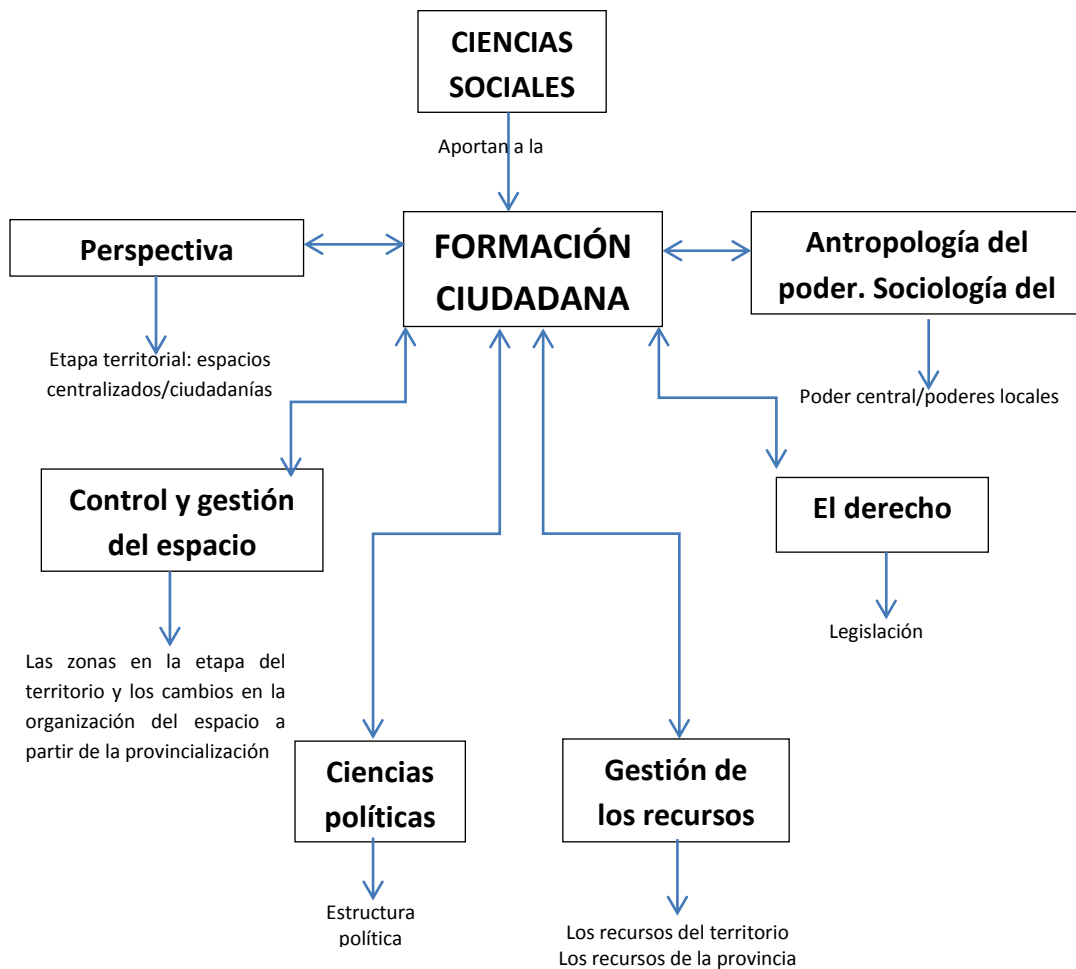 CIENCIAS
SOCIALES
Aportan a la
FORMACIÓN
CIUDADANA
Perspectiva
Antropología del
poder. Sociología del
Etapa territorial: espacios
centralizados/ciudadanías
Poder central/poderes locales
Control y gestión
del espacio
El derecho
Legislación
Las zonas en la etapa del
territorio y los cambios en la
organización del espacio a
partir de la provincialización
Ciencias
políticas
Gestión de
los recursos
Estructura
política
Los recursos del territorio
Los recursos de la provincia